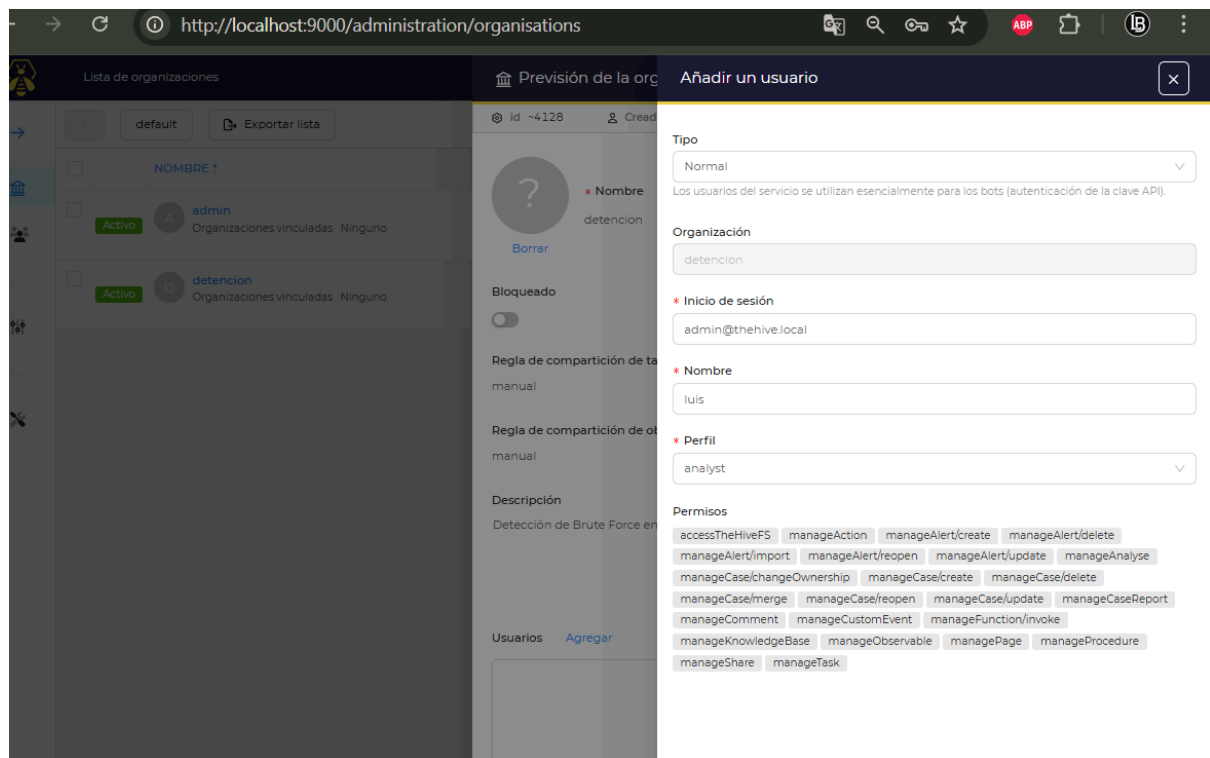 http://localhost:9000/administration/organisations
ABP
Lista de organizaciones
Previsión de la org
Añadir un usuario
default
Exportar lista
id ~4128
Cread
NOMBRE
A
admin
Activo
Organizaciones vinculadas Ninguno
D
detencion
Activo
Organizaciones vinculadas Ninguno
?
Borrar
* Nombre
detencion
Bloqueado
Regla de compartición de ta
manual
Regla de compartición de ob
manual
Descripción
Detección de Brute Force en
Usuarios Agregar
Tipo
Normal
Los usuarios del servicio se utilizan esencialmente para los bots (autenticación de la clave API).
Organización
detencion
* Inicio de sesión
admin@thehive.local
* Nombre
luis
* Perfil
analyst
Permisos
accessTheHiveFS manageAction manageAlert/create manageAlert/delete
manageAlert/import manageAlert/reopen manageAlert/update manageAnalyse
manageCase/changeOwnership manageCase/create manageCase/delete
manageCase/merge manageCase/reopen manageCase/update manageCaseReport
manageComment manageCustomEvent manageFunction/invoke
manageKnowledgeBase manageObservable managePage manageProcedure
manageShare manageTask